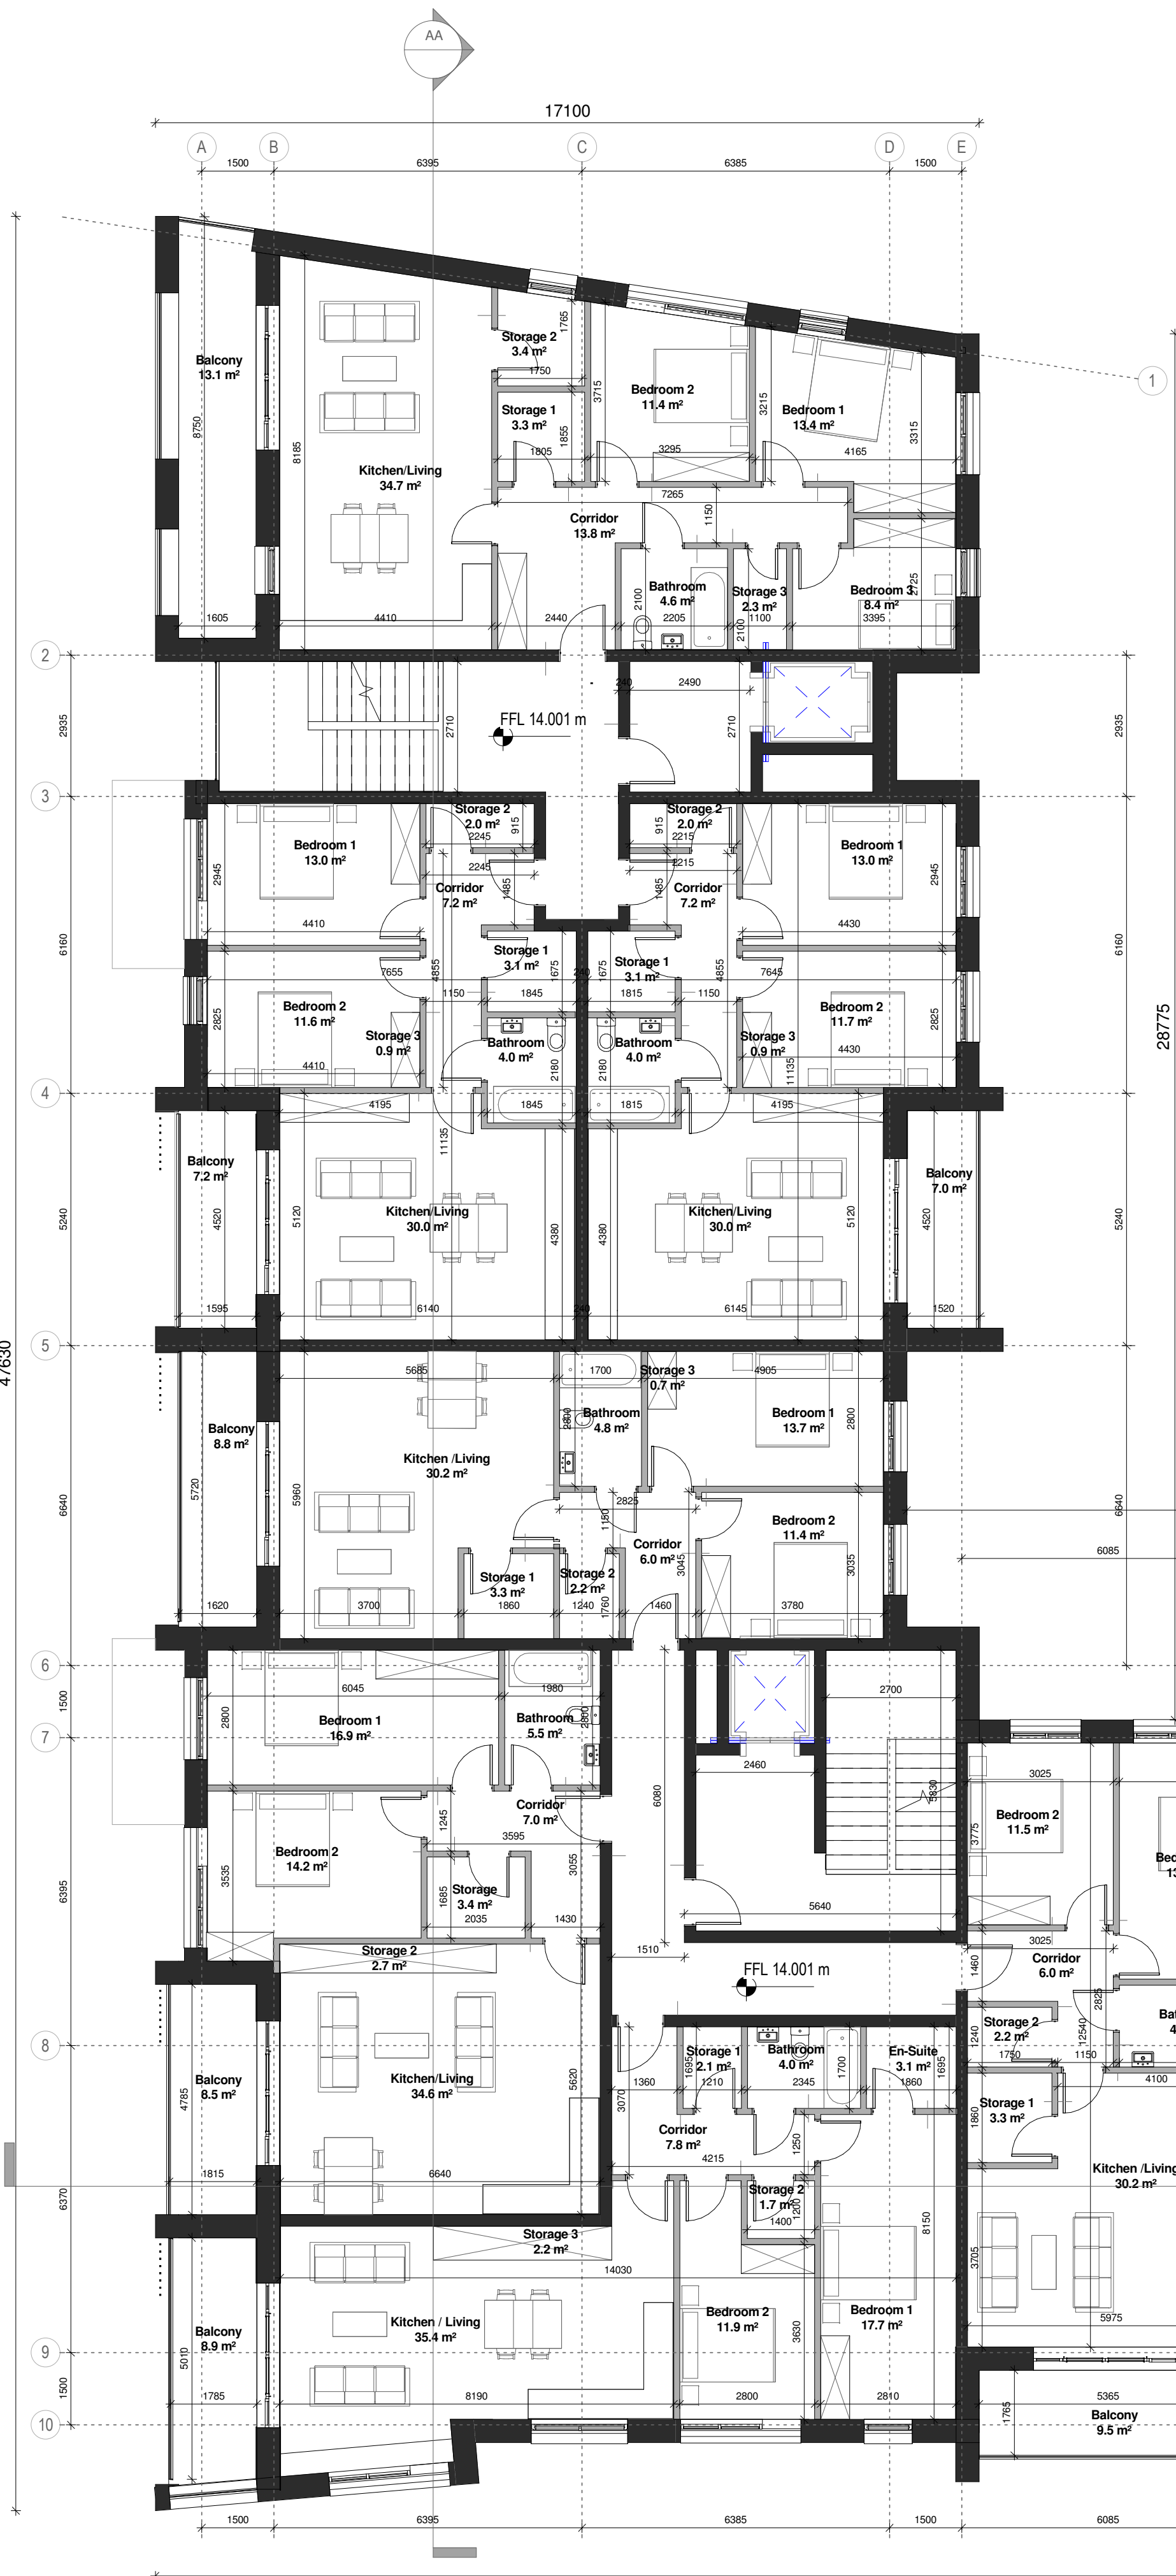 AA
17100
A
B
C
D
E
1500
6395
6385
1500
1
Balcony
13.1 m²
8750
8185
Storage 2
3.4 m²
1765
1750
Storage 1
3.3 m²
1855
1805
3715
Bedroom 2
11.4 m²
3295
3215
Bedroom 1
13.4 m²
4165
3315
Kitchen/Living
34.7 m²
7265
Corridor
13.8 m²
1150
Bathroom
4.6 m²
2100
Storage 3
2.3 m²
2100
Bedroom 3
8.4 m²
2725
1605
4410
2440
2205
1100
3395
2
2935
2710
FFL 14.001 m
240
2490
2710
2935
3
Storage 2
2.0 m²
2245
915
Storage 2
2.0 m²
2215
915
Bedroom 1
13.0 m²
2945
4410
2245
Corridor
7.2 m²
1485
2215
Corridor
7.2 m²
1485
Bedroom 1
13.0 m²
2945
4430
6160
6160
Storage 1
3.1 m²
1675
Storage 1
3.1 m²
1675
7655
4855
240
4855
7645
1150
1845
1815
1150
Bedroom 2
11.6 m²
2825
Storage 3
0.9 m²
4410
Bathroom
4.0 m²
2180
Bathroom
4.0 m²
2180
Storage 3
0.9 m²
4430
Bedroom 2
11.7 m²
2825
28775
4
4195
1845
1815
4195
11135
11135
Balcony
7.2 m²
4520
5120
Kitchen/Living
30.0 m²
4380
4380
Kitchen/Living
30.0 m²
5120
4520
Balcony
7.0 m²
5240
5240
1595
6140
240
6145
1520
5
47630
5685
1700
4905
Storage 3
0.7 m²
Balcony
8.8 m²
5720
5960
Kitchen /Living
30.2 m²
2800
Bathroom
4.8 m²
Bedroom 1
13.7 m²
2800
6640
6640
2825
1150
Corridor
6.0 m²
3045
Bedroom 2
11.4 m²
3035
6085
Storage 1
3.3 m²
Storage 2
2.2 m²
1760
1620
3700
1860
1240
1460
3780
6
1500
6045
1980
2700
2800
Bedroom 1
16.9 m²
Bathroom
5.5 m²
2800
7
2460
6080
5830
Corridor
7.0 m²
1245
3595
3055
Bedroom 2
14.2 m²
3535
Storage
3.4 m²
1685
2035
1430
5640
6395
3025
3775
Bedroom 2
11.5 m²
3025
Storage 2
2.7 m²
1510
FFL 14.001 m
Corridor
6.0 m²
1460
2825
12540
8
Balcony
8.5 m²
4785
Kitchen/Living
34.6 m²
5620
1815
6640
Storage 1
2.1 m²
1695
Bathroom
4.0 m²
1700
En-Suite
3.1 m²
1695
1360
1210
2345
1860
3070
Storage 2
2.2 m²
1240
1750
1150
4100
Storage 1
3.3 m²
1860
Corridor
7.8 m²
1250
4215
Kitchen /Living
30.2 m²
6370
Storage 2
1.7 m²
1200
1400
8150
3705
Storage 3
2.2 m²
14030
Kitchen / Living
35.4 m²
Bedroom 2
11.9 m²
3630
Bedroom 1
17.7 m²
5975
9
Balcony
8.9 m²
5010
1500
1785
8190
2800
2810
5365
1765
Balcony
9.5 m²
10
1500
6395
6385
1500
6085